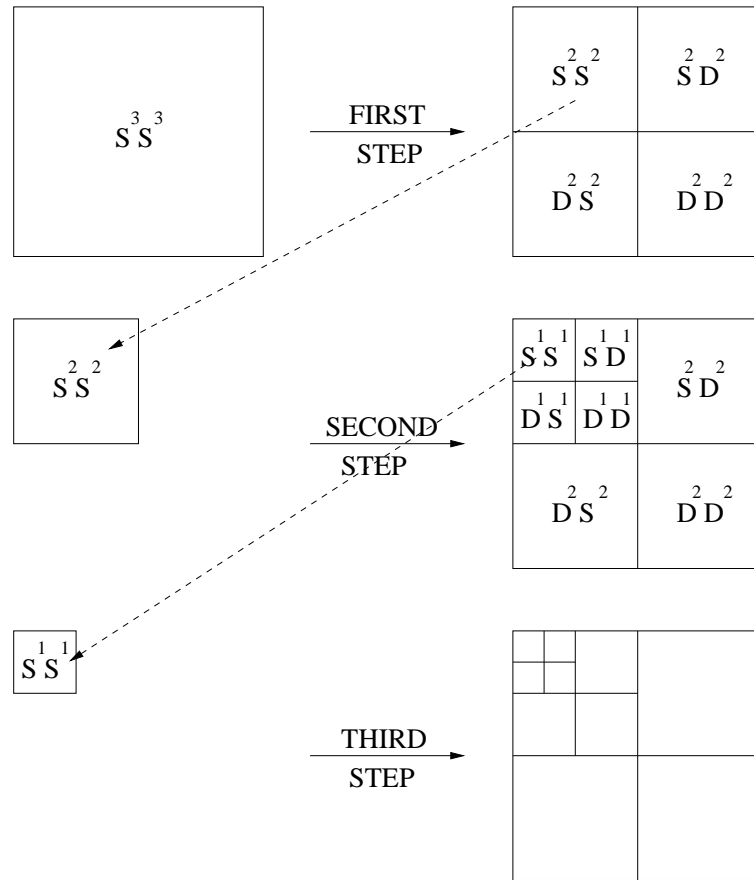 S³S³
FIRST
STEP
S²S² S²D²
D²S² D²D²
S²S²
SECOND
STEP
S¹S¹ S¹D¹ S²D²
D¹S¹ D¹D¹
D²S² D²D²
S¹S¹
THIRD
STEP